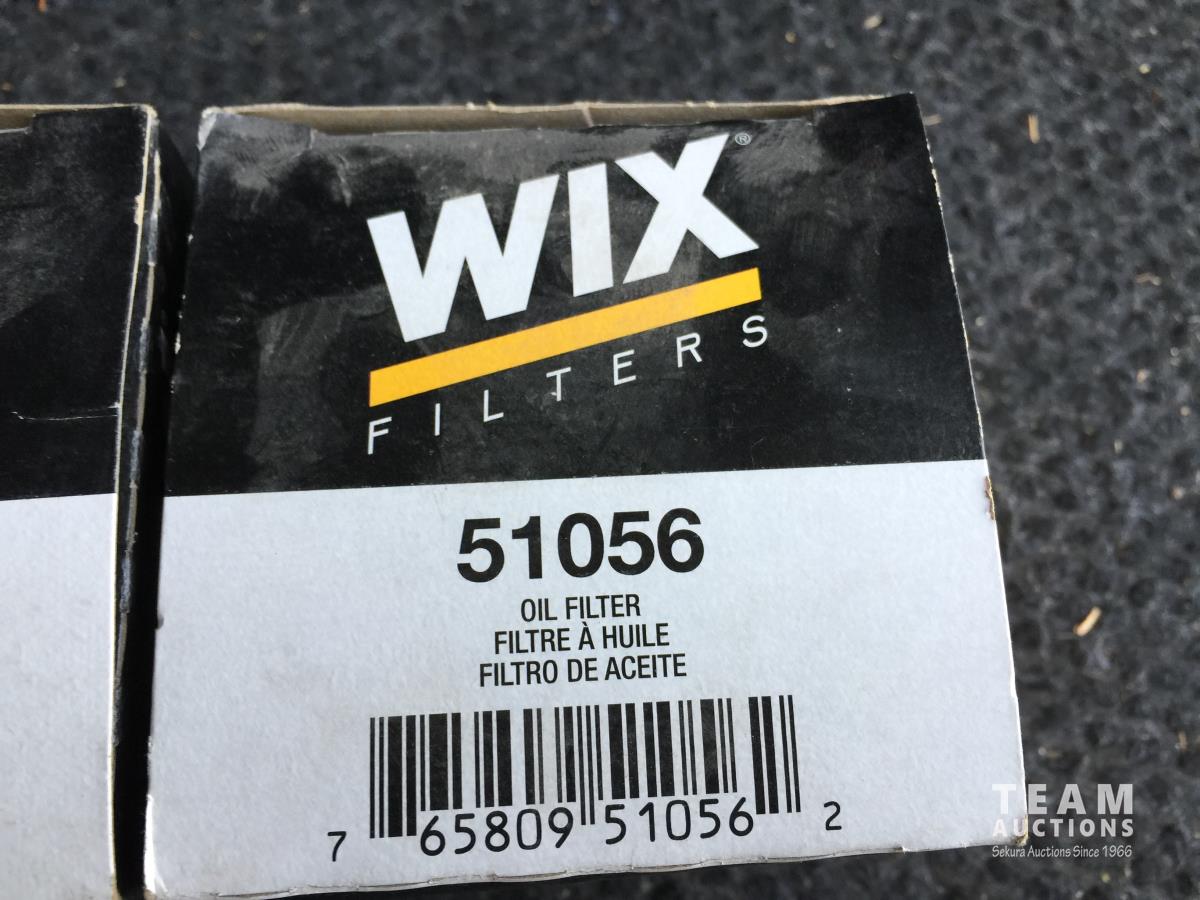 WIX®
FILTERS
51056
OIL FILTER
FILTRE À HUILE
FILTRO DE ACEITE
7 65809 51056 2
TEAM
AUCTIONS
Sekura Auctions Since 1966